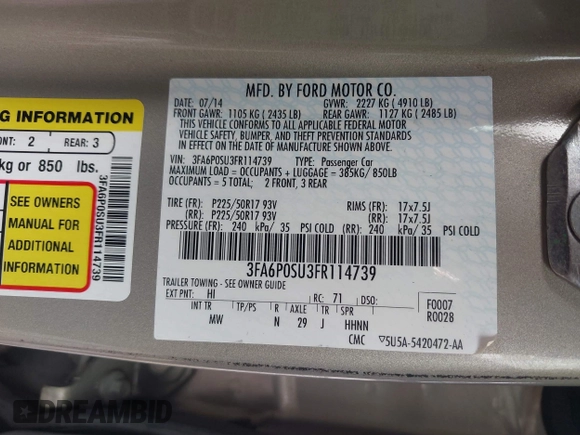 G INFORMATION
ONT: 2 REAR: 3
kg or 850 lbs.
SEE OWNERS
MANUAL FOR
ADDITIONAL
INFORMATION
3FA6P0SU3FR114739
MFD. BY FORD MOTOR CO.
DATE: 07/14 GVWR: 2227 KG ( 4910 LB)
FRONT GAWR: 1105 KG ( 2435 LB) REAR GAWR: 1127 KG ( 2485 LB)
THIS VEHICLE CONFORMS TO ALL APPLICABLE FEDERAL MOTOR
VEHICLE SAFETY, BUMPER, AND THEFT PREVENTION STANDARDS
IN EFFECT ON THE DATE OF MANUFACTURE SHOWN ABOVE.
VIN: 3FA6P0SU3FR114739 TYPE: Passenger Car
MAXIMUM LOAD = OCCUPANTS + LUGGAGE = 385KG/850LB
OCCUPANTS = 5 TOTAL; 2 FRONT, 3 REAR
TIRE (FR): P225/50R17 93V RIMS (FR): 17x7.5J
(RR): P225/50R17 93V (RR): 17x7.5J
PRESSURE (FR): 240 kPa/ 35 PSI COLD (RR): 240 kPa/ 35 PSI COLD
3FA6P0SU3FR114739
TRAILER TOWING - SEE OWNER GUIDE
EXT PNT: HI RC: 71 DSO: F0007
INT TR TP/PS R AXLE TR SPR R0028
MW N 29 J HHNN
CMC ▽5U5A-5420472-AA
DREAMBID